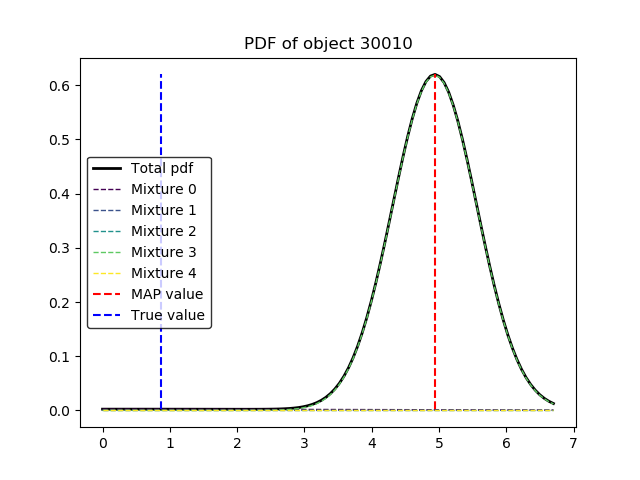 PDF of object 30010
0.6
0.5
0.4
0.3
0.2
0.1
0.0
Total pdf
Mixture 0
Mixture 1
Mixture 2
Mixture 3
Mixture 4
MAP value
True value
0 1 2 3 4 5 6 7